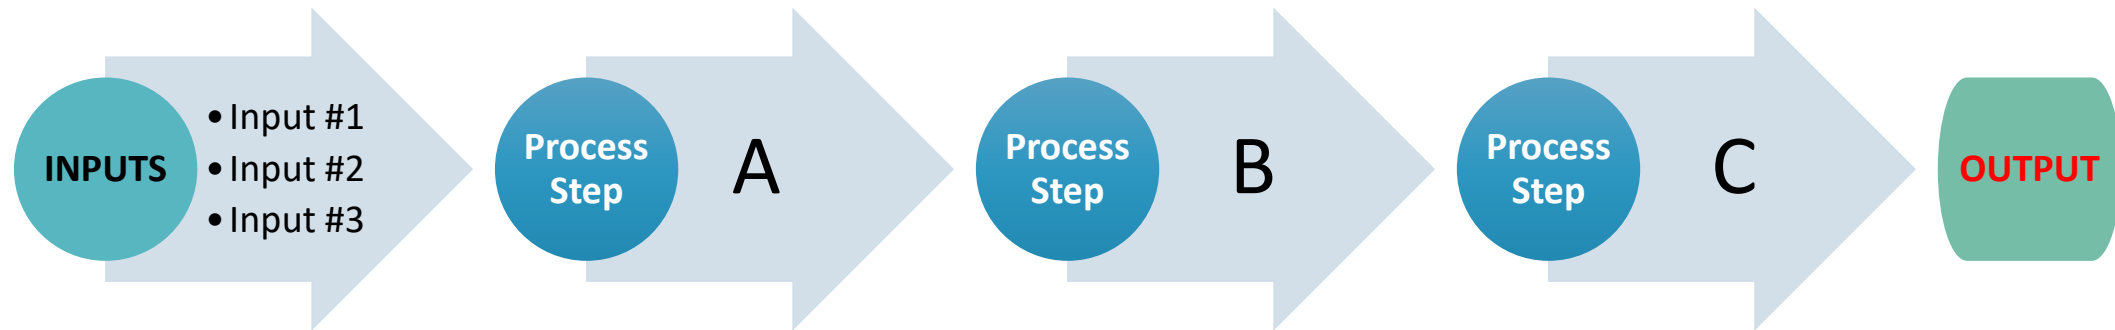 INPUTS
• Input #1
• Input #2
• Input #3
Process
Step
A
Process
Step
B
Process
Step
C
OUTPUT